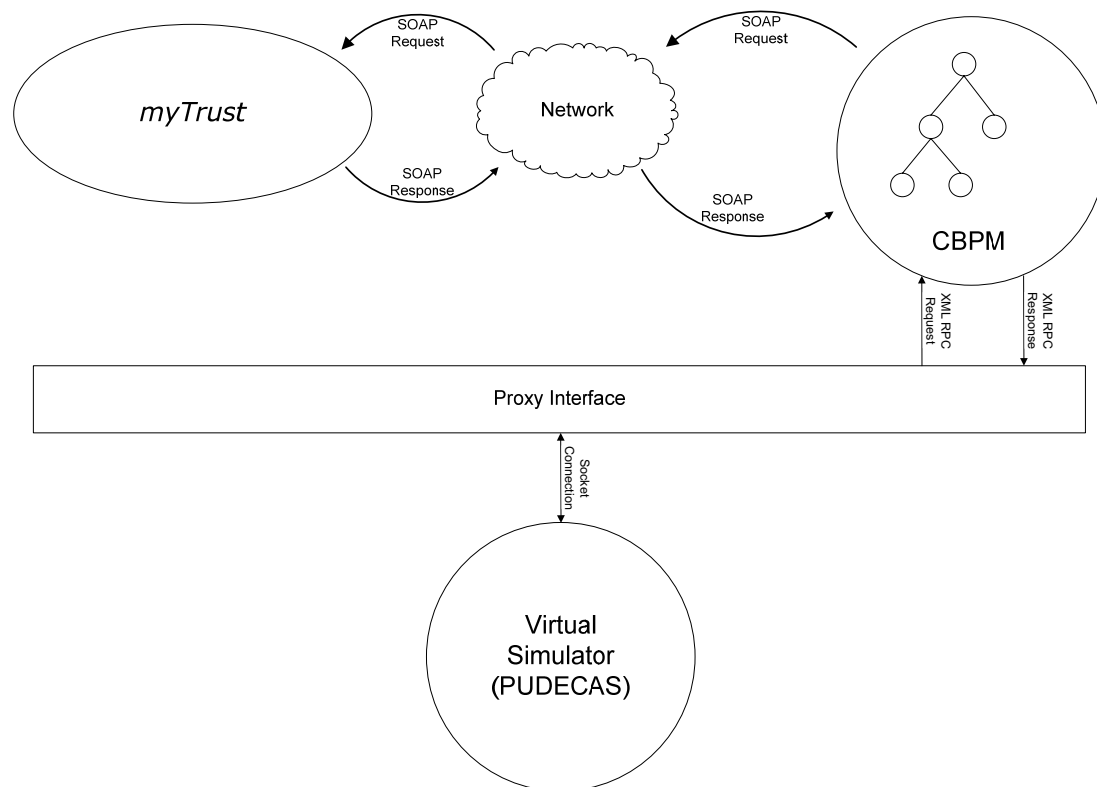 SOAP
Request
SOAP
Request
myTrust
Network
SOAP
Response
SOAP
Response
CBPM
XML RPC
Request
XML RPC
Response
Proxy Interface
Socket
Connection
Virtual
Simulator
(PUDECAS)